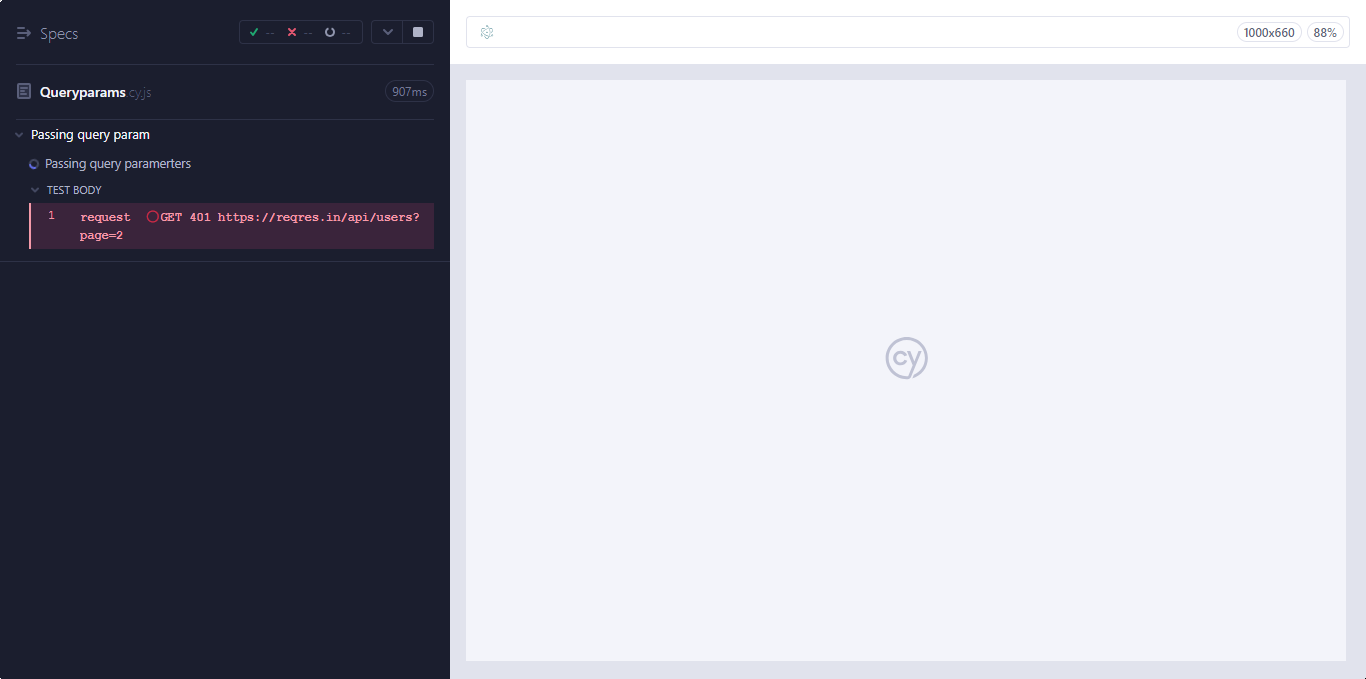 Specs
-- -- --
Queryparams.cy.js
907ms
Passing query param
Passing query paramerters
TEST BODY
1 request GET 401 https://reqres.in/api/users?
page=2
1000x660 88%
cy